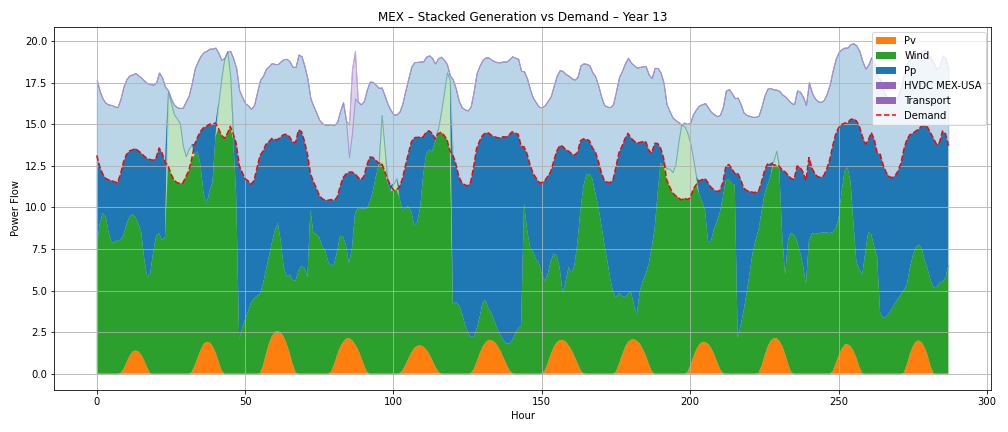 MEX – Stacked Generation vs Demand – Year 13
Power Flow
20.0
17.5
15.0
12.5
10.0
7.5
5.0
2.5
0.0
Pv
Wind
Pp
HVDC MEX-USA
Transport
Demand
0
50
100
150
200
250
300
Hour